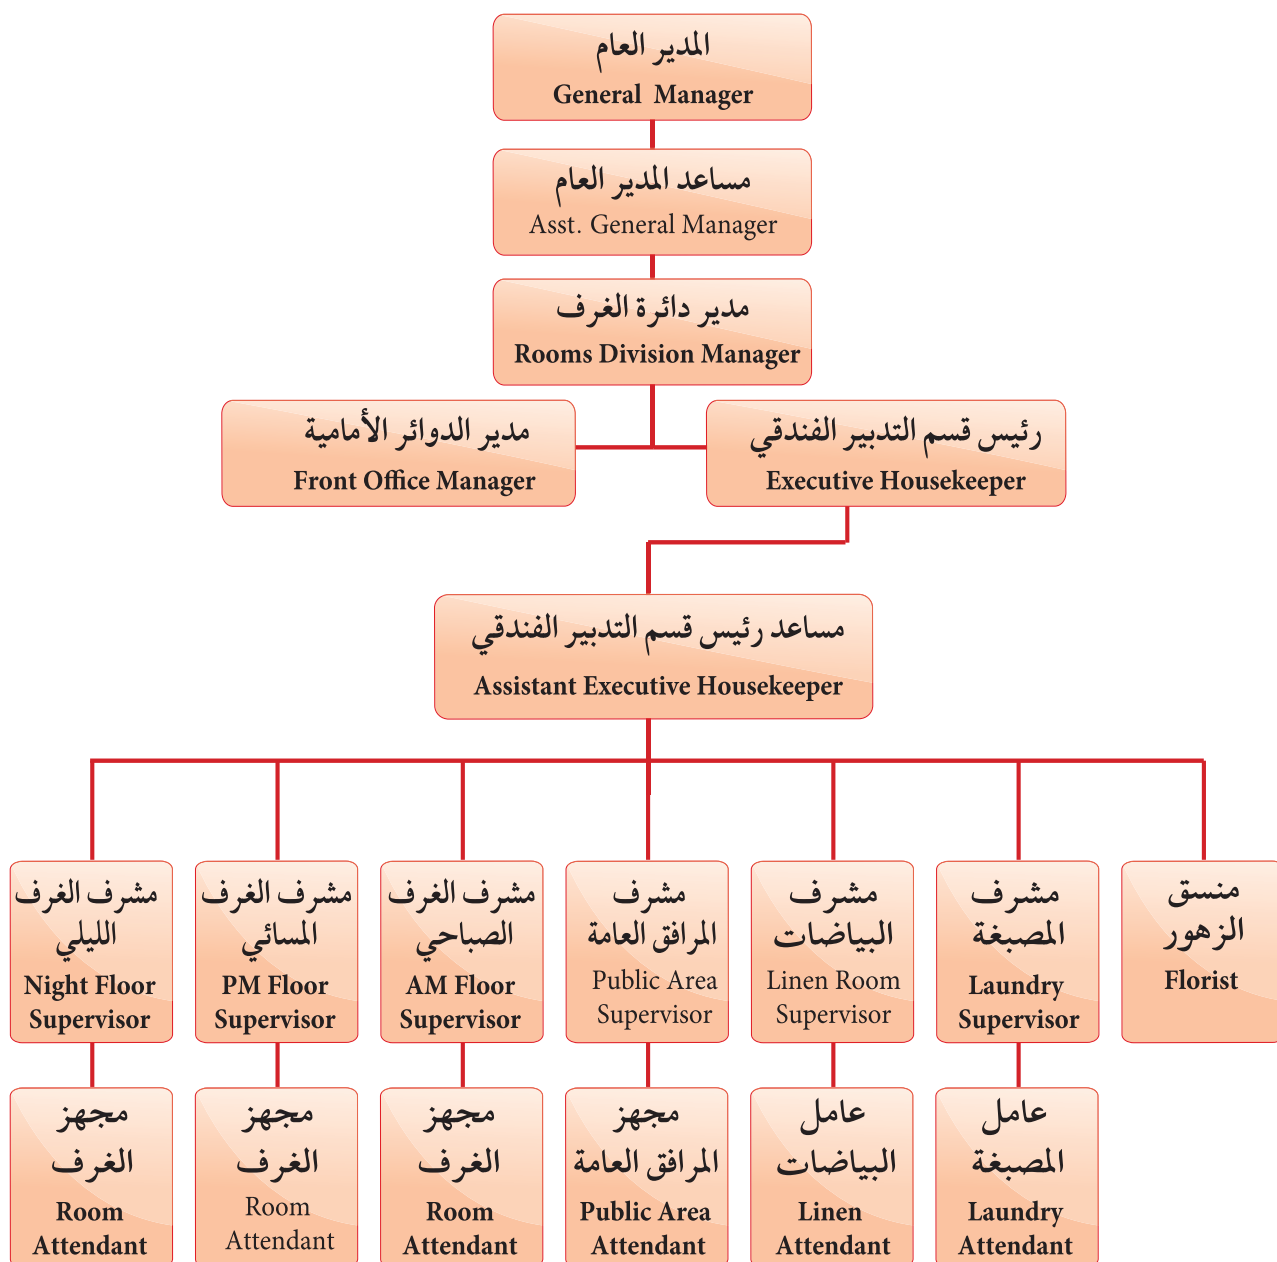 المدير العام
General Manager
مساعد المدير العام
Asst. General Manager
مدير دائرة الغرف
Rooms Division Manager
مدير الدوائر الأمامية
Front Office Manager
رئيس قسم التدبير الفندقي
Executive Housekeeper
مساعد رئيس قسم التدبير الفندقي
Assistant Executive Housekeeper
مشرف الغرف
الليلي
Night Floor
Supervisor
مشرف الغرف
المسائي
PM Floor
Supervisor
مشرف الغرف
الصباحي
AM Floor
Supervisor
مشرف
المرافق العامة
Public Area
Supervisor
مشرف
البياضات
Linen Room
Supervisor
مشرف
المصبغة
Laundry
Supervisor
منسق
الزهور
Florist
مجهز
الغرف
Room
Attendant
مجهز
الغرف
Room
Attendant
مجهز
الغرف
Room
Attendant
مجهز
المرافق العامة
Public Area
Attendant
عامل
البياضات
Linen
Attendant
عامل
المصبغة
Laundry
Attendant